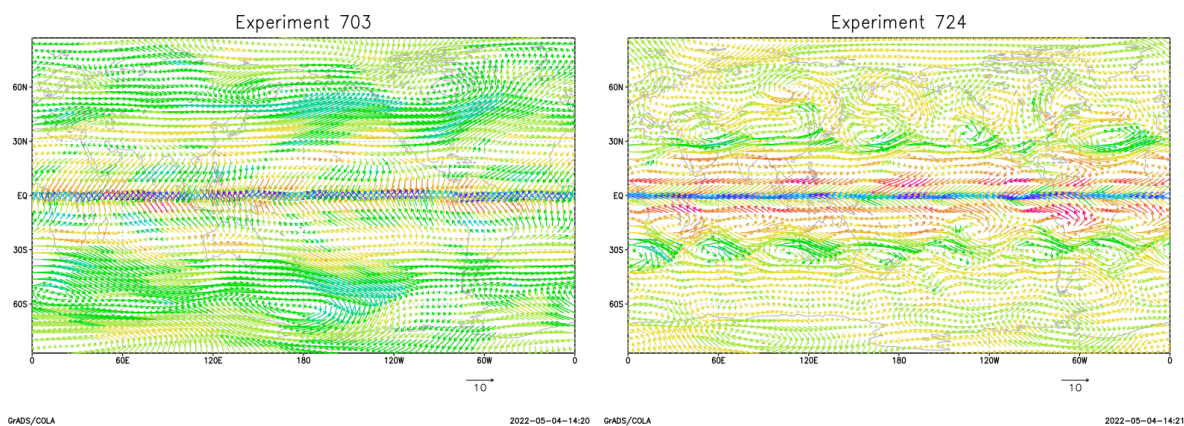 Experiment 703
60N
30N
EQ
30S
60S
0
60E
120E
180
120W
60W
0
10
GrADS/COLA
2022-05-04-14:20
Experiment 724
60N
30N
EQ
30S
60S
0
60E
120E
180
120W
60W
0
10
GrADS/COLA
2022-05-04-14:21